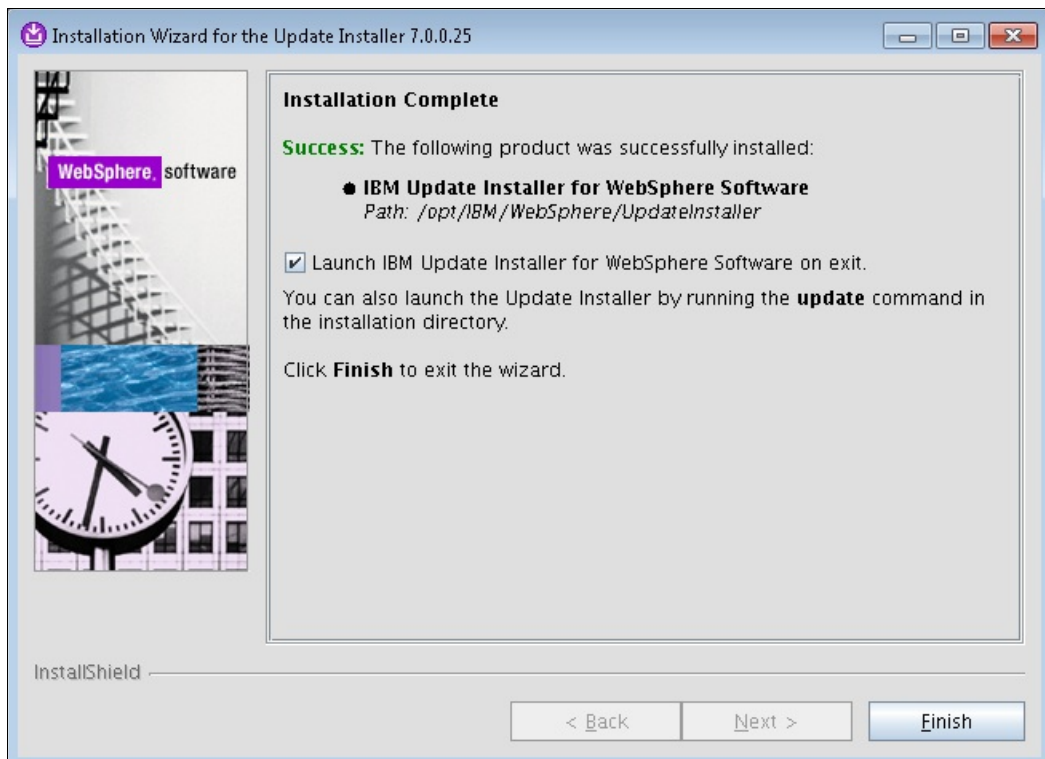 Installation Wizard for the Update Installer 7.0.0.25
WebSphere. software
Installation Complete
Success: The following product was successfully installed:
IBM Update Installer for WebSphere Software
Path: /opt/IBM/WebSphere/UpdateInstaller
Launch IBM Update Installer for WebSphere Software on exit.
You can also launch the Update Installer by running the update command in
the installation directory.
Click Finish to exit the wizard.
InstallShield
< Back
Next >
Finish